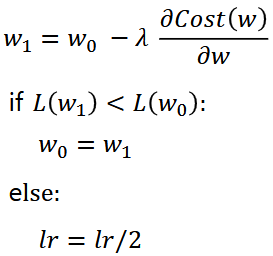 w₁ = w₀ − λ ∂Cost(w)/∂w
if L(w₁) < L(w₀):
w₀ = w₁
else:
lr = lr/2